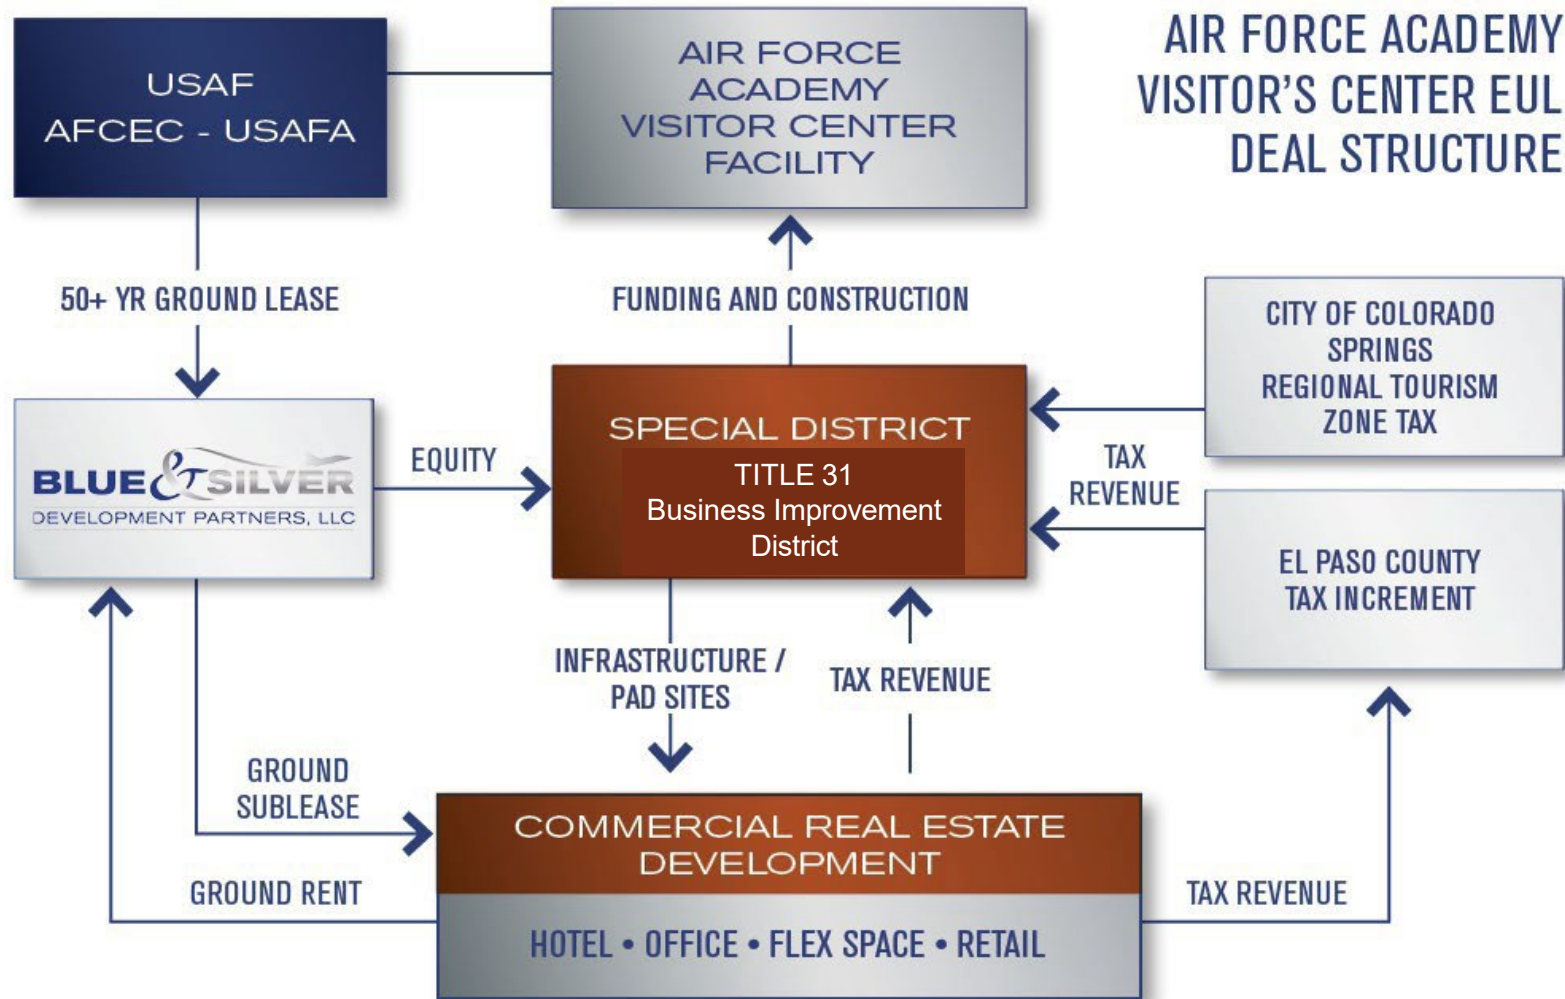 AIR FORCE ACADEMY
VISITOR'S CENTER EUL
DEAL STRUCTURE
USAF
AFCEC - USAFA
AIR FORCE
ACADEMY
VISITOR CENTER
FACILITY
50+ YR GROUND LEASE
FUNDING AND CONSTRUCTION
CITY OF COLORADO
SPRINGS
REGIONAL TOURISM
ZONE TAX
BLUE & SILVER
DEVELOPMENT PARTNERS, LLC
EQUITY
SPECIAL DISTRICT
TITLE 31
Business Improvement
District
TAX
REVENUE
EL PASO COUNTY
TAX INCREMENT
INFRASTRUCTURE /
PAD SITES
TAX REVENUE
GROUND
SUBLEASE
COMMERCIAL REAL ESTATE
DEVELOPMENT
GROUND RENT
TAX REVENUE
HOTEL • OFFICE • FLEX SPACE • RETAIL